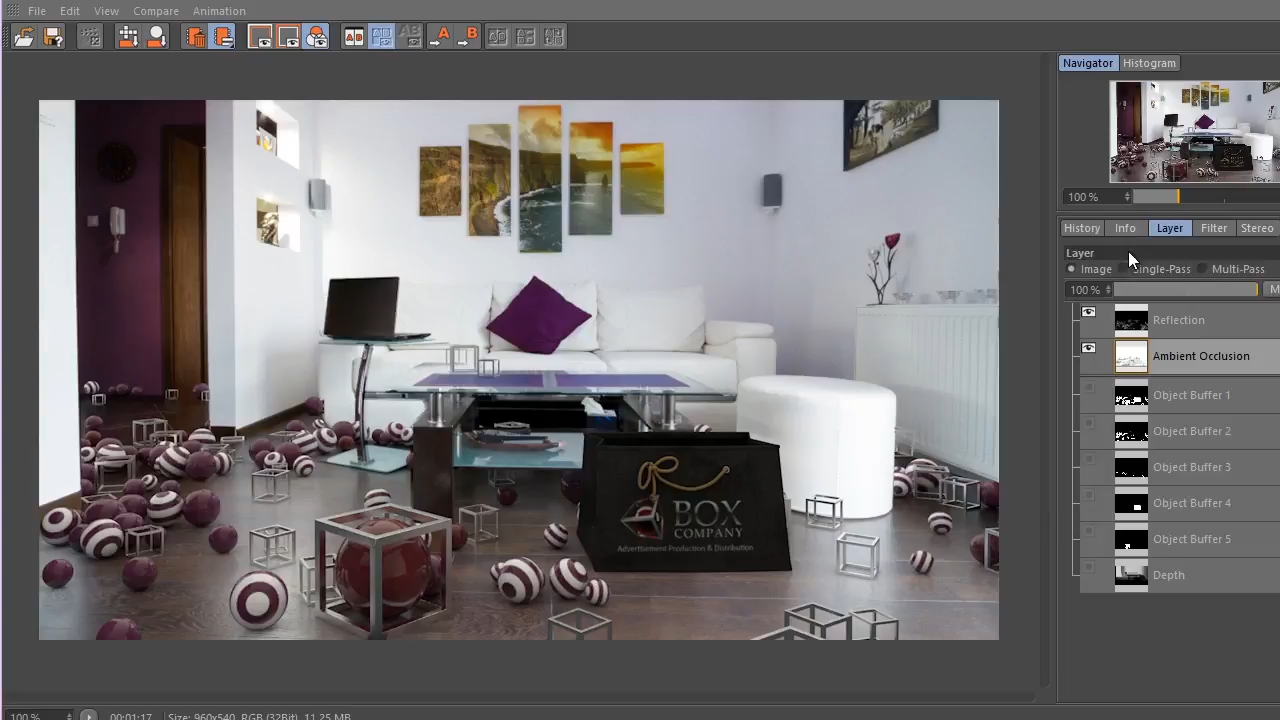 File Edit View Compare Animation
Navigator Histogram
100 %
History Info Layer Filter Stereo
Layer
Image Single-Pass Multi-Pass
100 % M
Reflection
Ambient Occlusion
Object Buffer 1
Object Buffer 2
Object Buffer 3
Object Buffer 4
Object Buffer 5
Depth
BOX
COMPANY
Advertisement Production & Distribution
100 % 00:01:17 Size: 960x540, RGB (32Bit), 11.25 MB